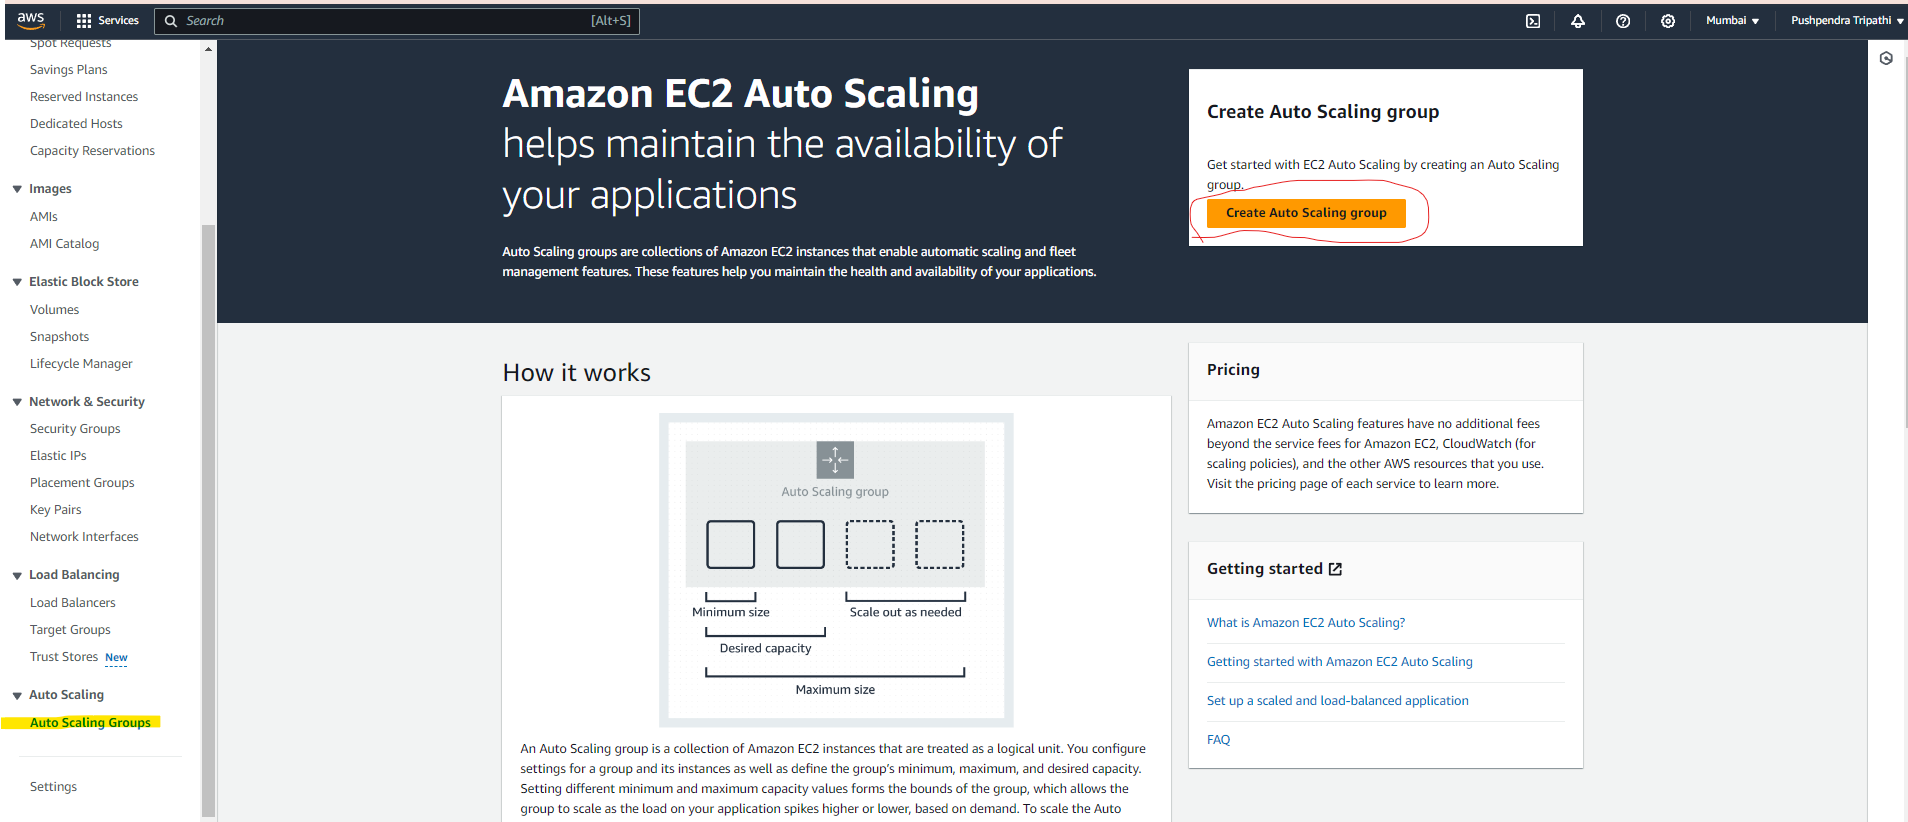 aws
Services
Search
[Alt+S]
Mumbai
Pushpendra Tripathi
Spot Requests
Savings Plans
Reserved Instances
Dedicated Hosts
Capacity Reservations
Images
AMIs
AMI Catalog
Elastic Block Store
Volumes
Snapshots
Lifecycle Manager
Network & Security
Security Groups
Elastic IPs
Placement Groups
Key Pairs
Network Interfaces
Load Balancing
Load Balancers
Target Groups
Trust Stores New
Auto Scaling
Auto Scaling Groups
Settings
Amazon EC2 Auto Scaling
helps maintain the availability of
your applications
Auto Scaling groups are collections of Amazon EC2 instances that enable automatic scaling and fleet
management features. These features help you maintain the health and availability of your applications.
Create Auto Scaling group
Get started with EC2 Auto Scaling by creating an Auto Scaling
group.
Create Auto Scaling group
How it works
Auto Scaling group
Minimum size
Scale out as needed
Desired capacity
Maximum size
An Auto Scaling group is a collection of Amazon EC2 instances that are treated as a logical unit. You configure
settings for a group and its instances as well as define the group's minimum, maximum, and desired capacity.
Setting different minimum and maximum capacity values forms the bounds of the group, which allows the
group to scale as the load on your application spikes higher or lower, based on demand. To scale the Auto
Pricing
Amazon EC2 Auto Scaling features have no additional fees
beyond the service fees for Amazon EC2, CloudWatch (for
scaling policies), and the other AWS resources that you use.
Visit the pricing page of each service to learn more.
Getting started
What is Amazon EC2 Auto Scaling?
Getting started with Amazon EC2 Auto Scaling
Set up a scaled and load-balanced application
FAQ